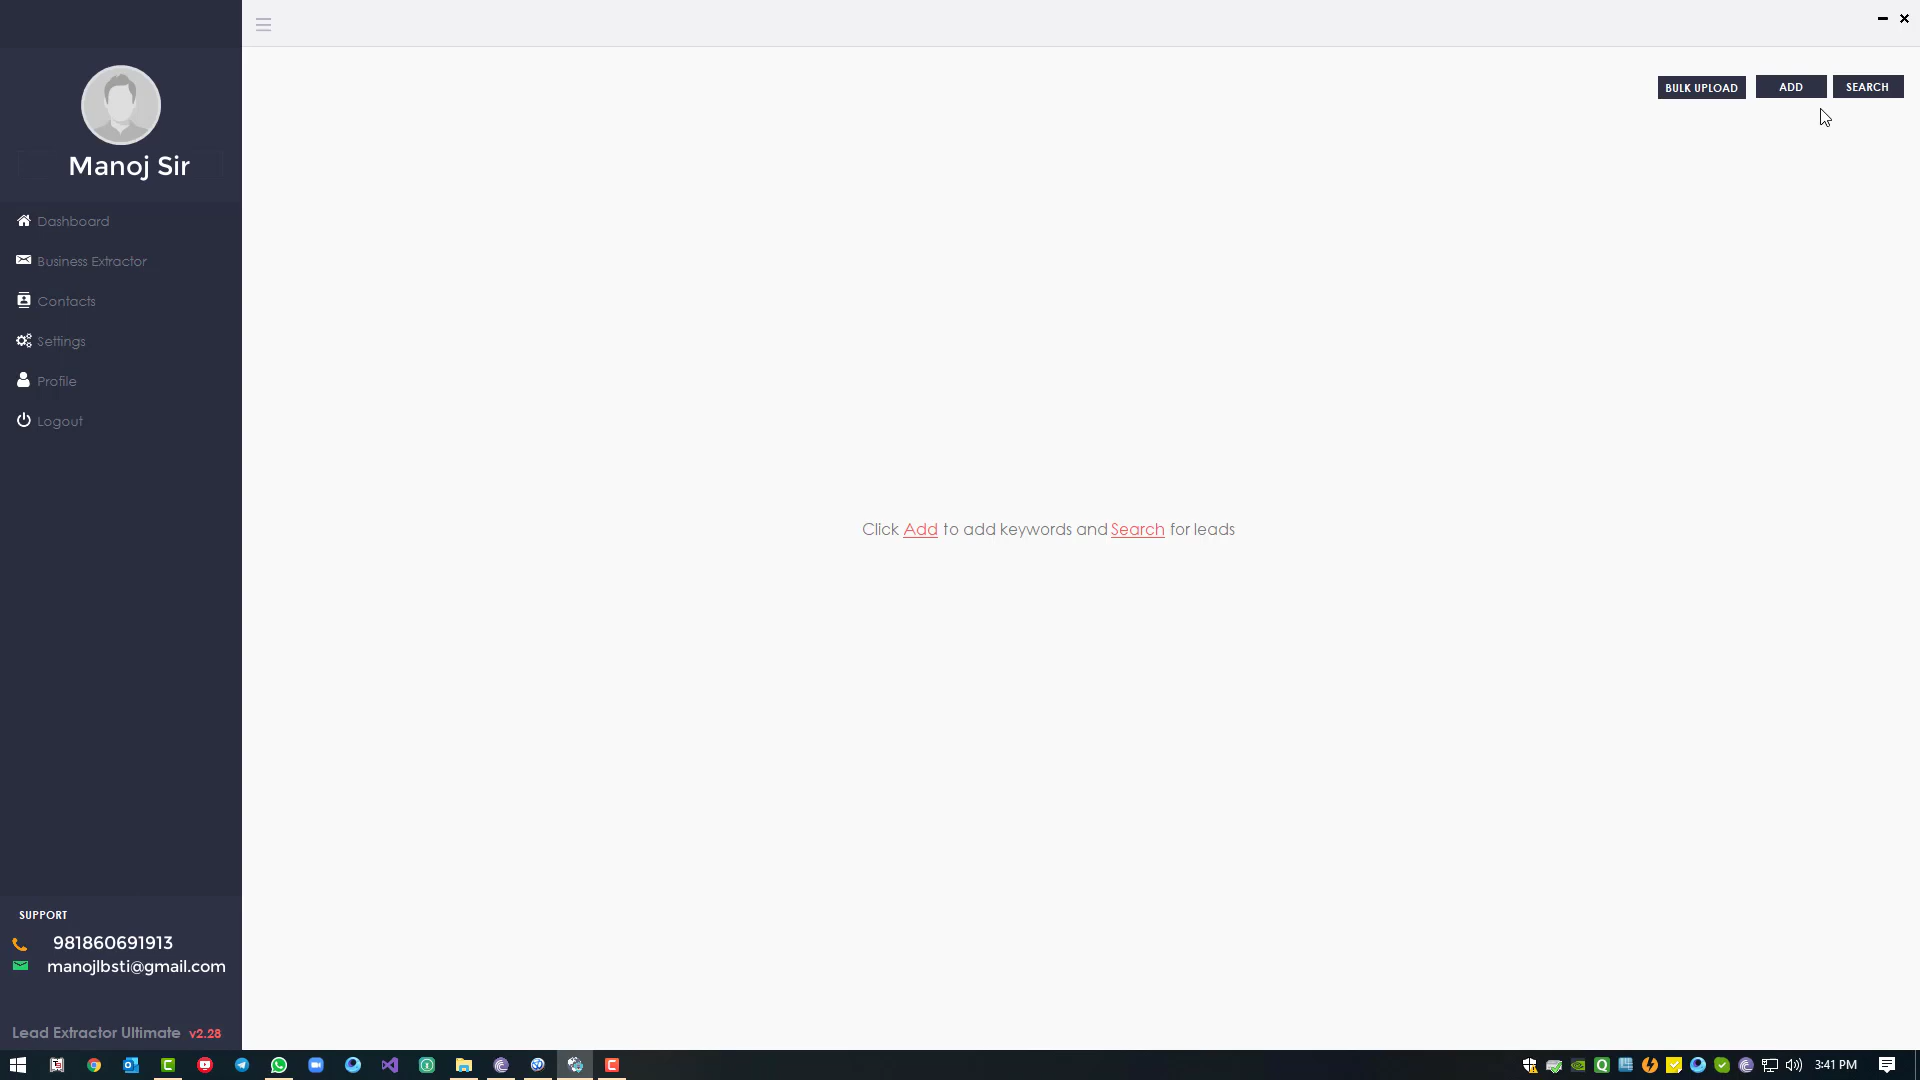 Manoj Sir
Dashboard
Business Extractor
Contacts
Settings
Profile
Logout
BULK UPLOAD ADD SEARCH
Click Add to add keywords and Search for leads
SUPPORT
981860691913
manojlbsti@gmail.com
Lead Extractor Ultimate v2.28
3:41 PM